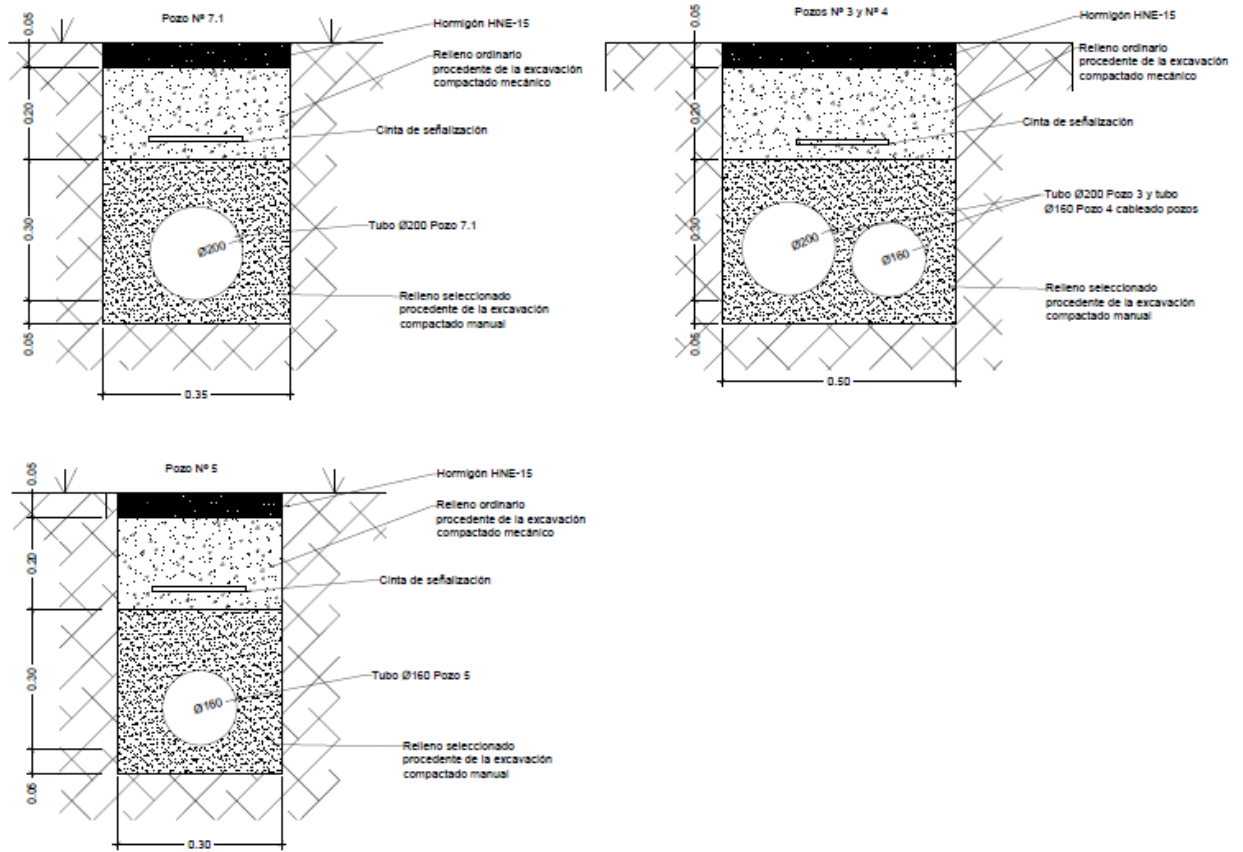 Pozo Nº 7.1
0.05
0.20
0.30
0.05
0.35
Ø200
Hormigón HNE-15
Relleno ordinario
procedente de la excavación
compactado mecánico
Cinta de señalización
Tubo Ø200 Pozo 7.1
Relleno seleccionado
procedente de la excavación
compactado manual
Pozos Nº 3 y Nº 4
0.05
0.20
0.30
0.05
0.50
Ø200
Ø160
Hormigón HNE-15
Relleno ordinario
procedente de la excavación
compactado mecánico
Cinta de señalización
Tubo Ø200 Pozo 3 y tubo
Ø160 Pozo 4 cableado pozos
Relleno seleccionado
procedente de la excavación
compactado manual
Pozo Nº 5
0.05
0.20
0.30
0.05
0.30
Ø160
Hormigón HNE-15
Relleno ordinario
procedente de la excavación
compactado mecánico
Cinta de señalización
Tubo Ø160 Pozo 5
Relleno seleccionado
procedente de la excavación
compactado manual